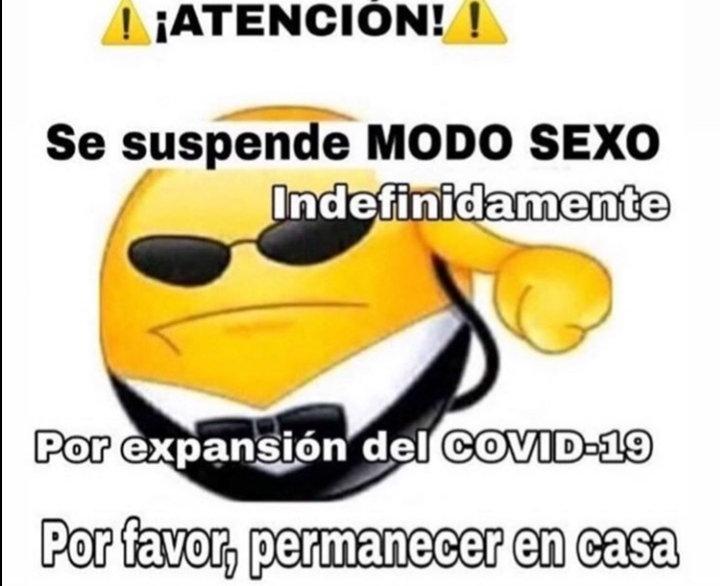 ⚠️¡ATENCIÓN!⚠️
Se suspende MODO SEXO
Indefinidamente
Por expansión del COVID-19
Por favor, permanecer en casa